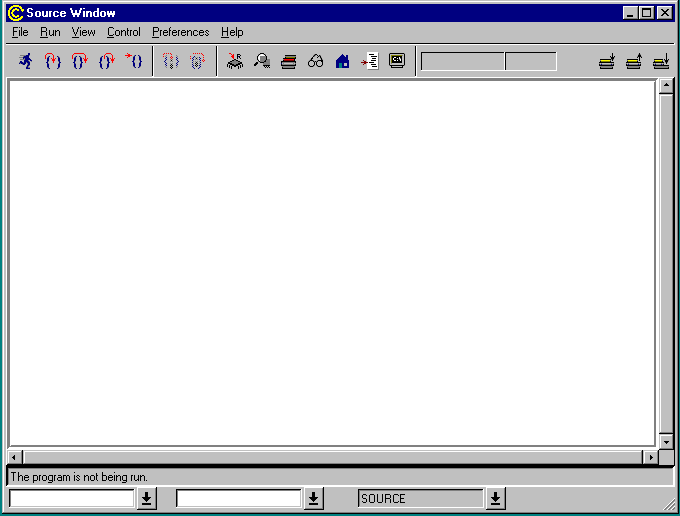 Source Window
File Run View Control Preferences Help
The program is not being run.
SOURCE